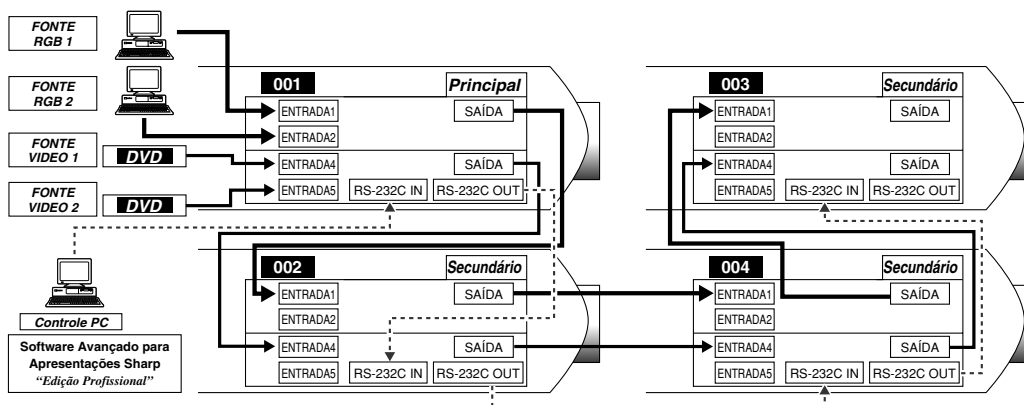 FONTE
RGB 1
FONTE
RGB 2
FONTE
VIDEO 1
DVD
FONTE
VIDEO 2
DVD
Controle PC
Software Avançado para
Apresentações Sharp
“Edição Profissional”
001
Principal
ENTRADA1
SAÍDA
ENTRADA2
ENTRADA4
SAÍDA
ENTRADA5
RS-232C IN
RS-232C OUT
003
Secundário
ENTRADA1
SAÍDA
ENTRADA2
ENTRADA4
SAÍDA
ENTRADA5
RS-232C IN
RS-232C OUT
002
Secundário
ENTRADA1
SAÍDA
ENTRADA2
ENTRADA4
SAÍDA
ENTRADA5
RS-232C IN
RS-232C OUT
004
Secundário
ENTRADA1
SAÍDA
ENTRADA2
ENTRADA4
SAÍDA
ENTRADA5
RS-232C IN
RS-232C OUT